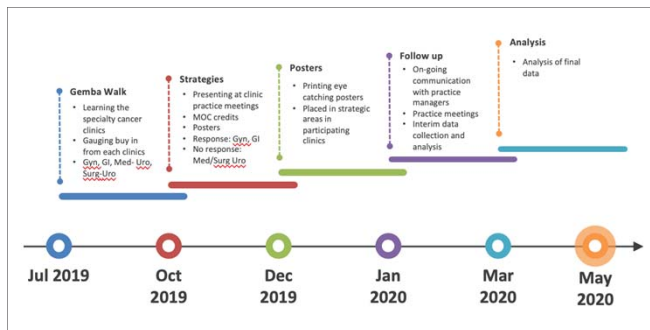 Gemba Walk
• Learning the
specialty cancer
clinics
• Gauging buy in
from each clinics
• Gyn, GI, Med- Uro,
Surg-Uro
Strategies
• Presenting at clinic
practice meetings
• MOC credits
• Posters
• Response: Gyn, GI
• No response:
Med/Surg Uro
Posters
• Printing eye
catching posters
• Placed in strategic
areas in
participating
clinics
Follow up
• On-going
communication
with practice
managers
• Practice meetings
• Interim data
collection and
analysis
Analysis
• Analysis of final
data
Jul 2019
Oct
2019
Dec
2019
Jan
2020
Mar
2020
May
2020